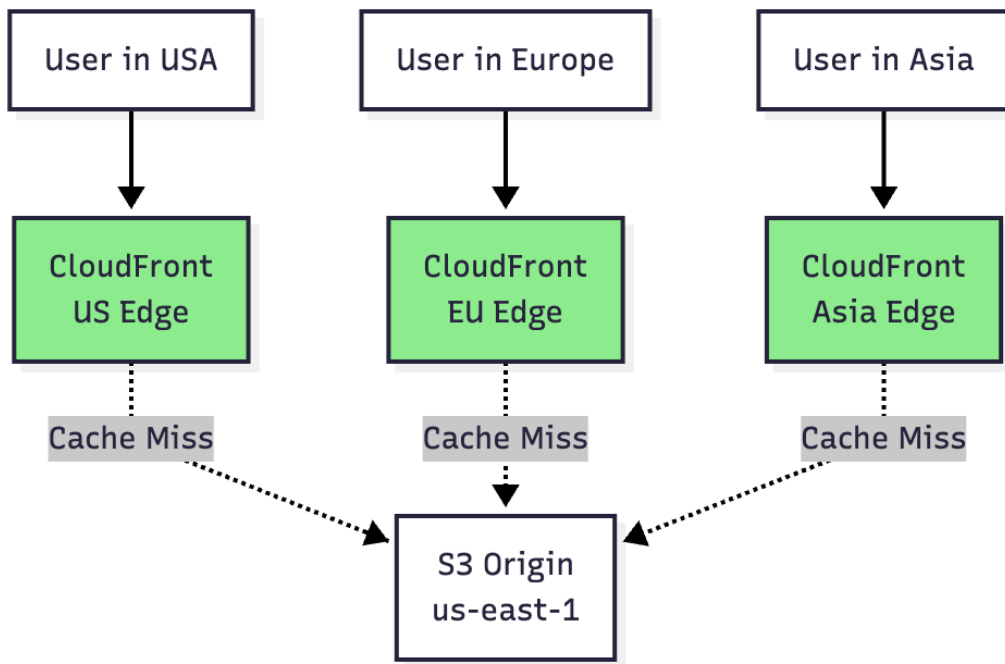 User in USA
User in Europe
User in Asia
CloudFront
US Edge
CloudFront
EU Edge
CloudFront
Asia Edge
Cache Miss
Cache Miss
Cache Miss
S3 Origin
us-east-1